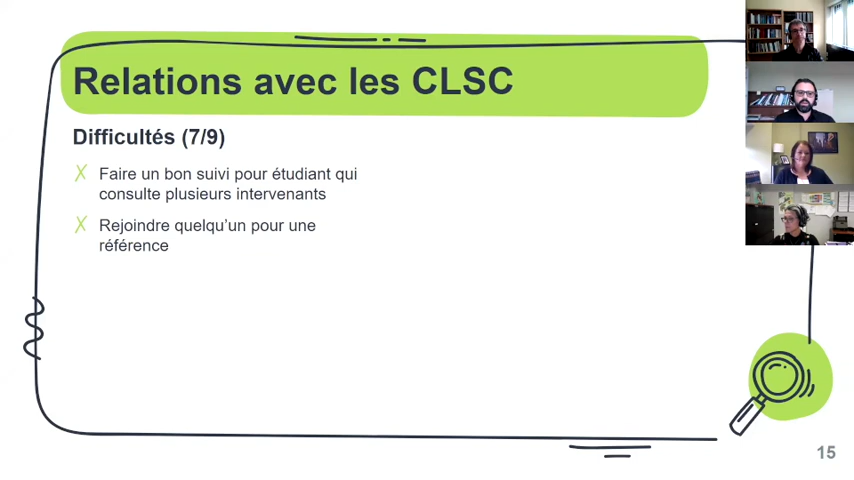 Relations avec les CLSC
Difficultés (7/9)
X Faire un bon suivi pour étudiant qui
consulte plusieurs intervenants
X Rejoindre quelqu’un pour une
référence
15